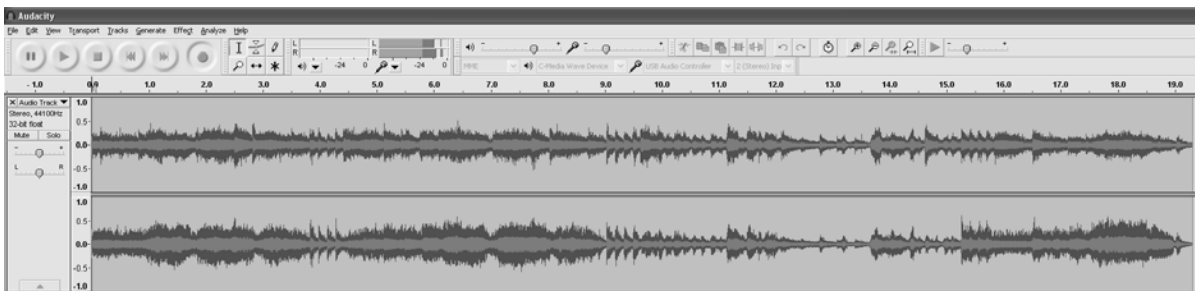 Audacity
File Edit View Transport Tracks Generate Effect Analyze Help
L
R
L
R
-24 0
-24 0
MME
C-Media Wave Device
USB Audio Controller
2 (Stereo) Inp
-1.0 0.0 1.0 2.0 3.0 4.0 5.0 6.0 7.0 8.0 9.0 10.0 11.0 12.0 13.0 14.0 15.0 16.0 17.0 18.0 19.0
X Audio Track
Stereo, 44100Hz
32-bit float
Mute Solo
- +
L R
1.0
0.5
0.0
-0.5
-1.0
1.0
0.5
0.0
-0.5
-1.0